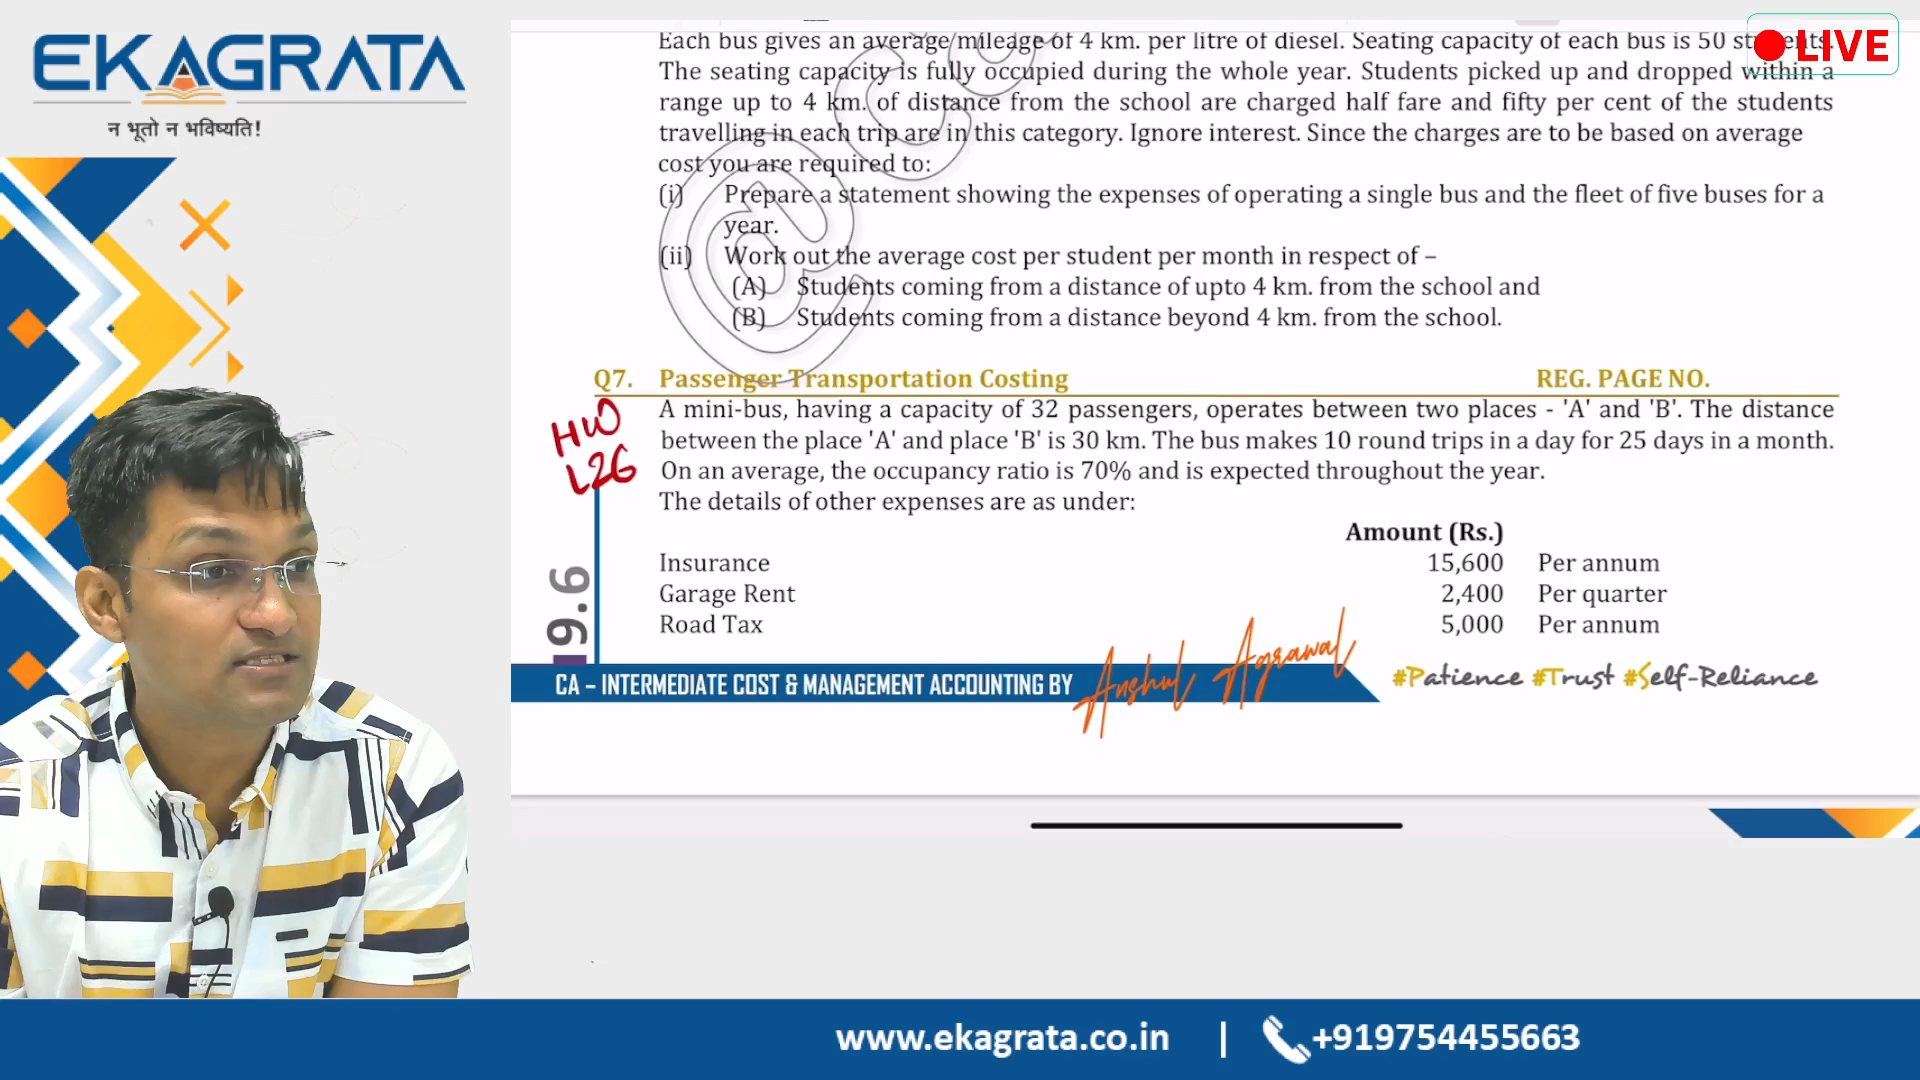 EKAGRATA
न भूतो न भविष्यति!
LIVE
Each bus gives an average mileage of 4 km. per litre of diesel. Seating capacity of each bus is 50 students.
The seating capacity is fully occupied during the whole year. Students picked up and dropped within a
range up to 4 km. of distance from the school are charged half fare and fifty per cent of the students
travelling in each trip are in this category. Ignore interest. Since the charges are to be based on average
cost you are required to:
(i) Prepare a statement showing the expenses of operating a single bus and the fleet of five buses for a
year.
(ii) Work out the average cost per student per month in respect of –
(A) Students coming from a distance of upto 4 km. from the school and
(B) Students coming from a distance beyond 4 km. from the school.
Q7. Passenger Transportation Costing REG. PAGE NO.
HW
L26
A mini-bus, having a capacity of 32 passengers, operates between two places - 'A' and 'B'. The distance
between the place 'A' and place 'B' is 30 km. The bus makes 10 round trips in a day for 25 days in a month.
On an average, the occupancy ratio is 70% and is expected throughout the year.
The details of other expenses are as under:
Amount (Rs.)
Insurance 15,600 Per annum
Garage Rent 2,400 Per quarter
Road Tax 5,000 Per annum
9.6
CA – INTERMEDIATE COST & MANAGEMENT ACCOUNTING BY Anshul Agrawal
#Patience #Trust #Self-Reliance
www.ekagrata.co.in | +919754455663